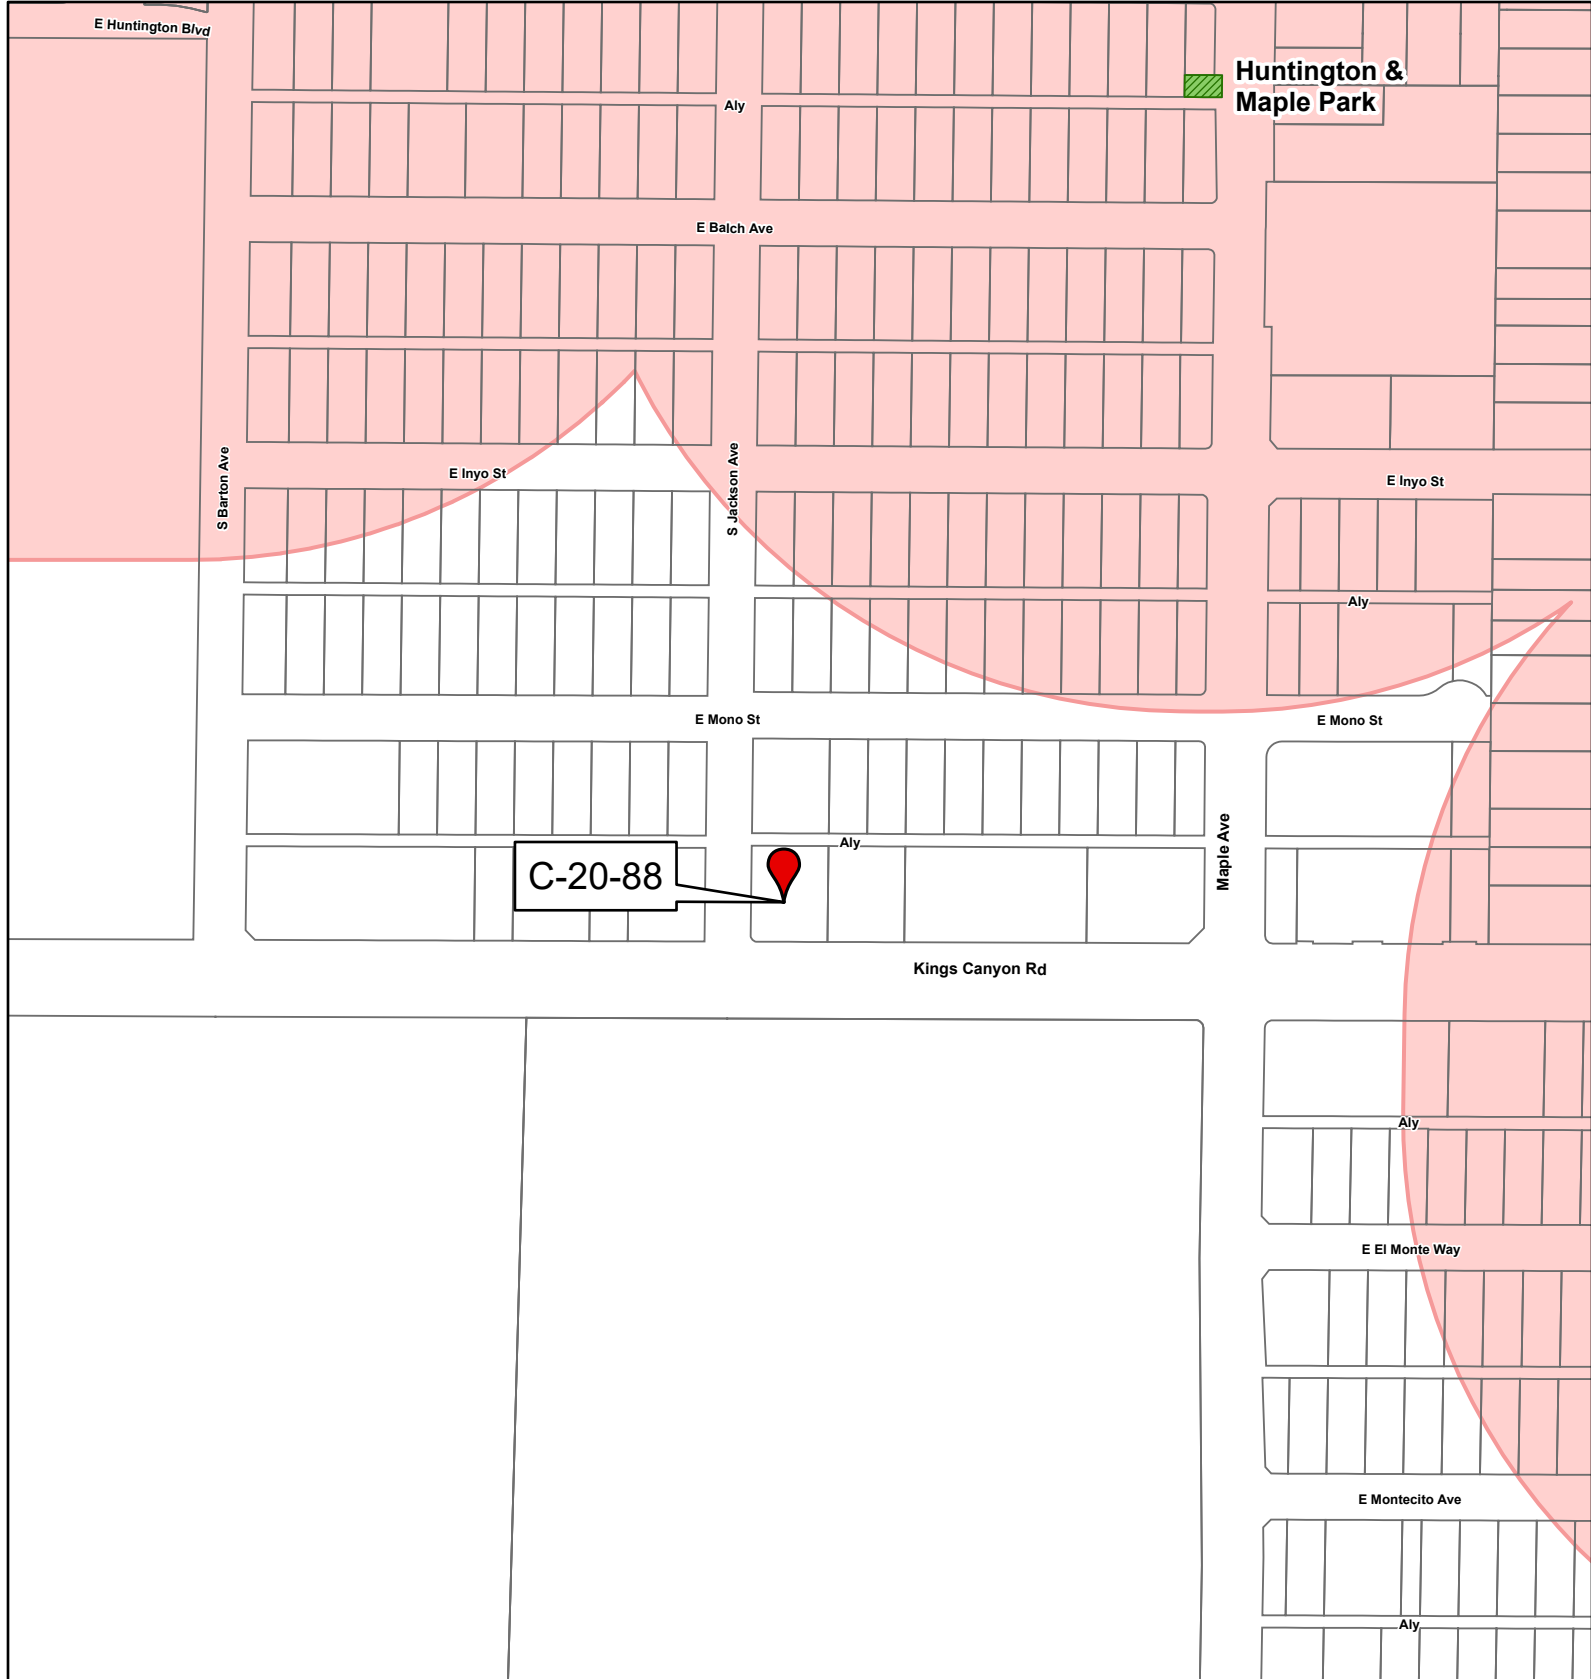 E Huntington Blvd
Huntington &
Maple Park
Aly
E Balch Ave
S Barton Ave
S Jackson Ave
E Inyo St
E Inyo St
Aly
E Mono St
E Mono St
Aly
Maple Ave
C-20-88
Kings Canyon Rd
Aly
E El Monte Way
E Montecito Ave
Aly